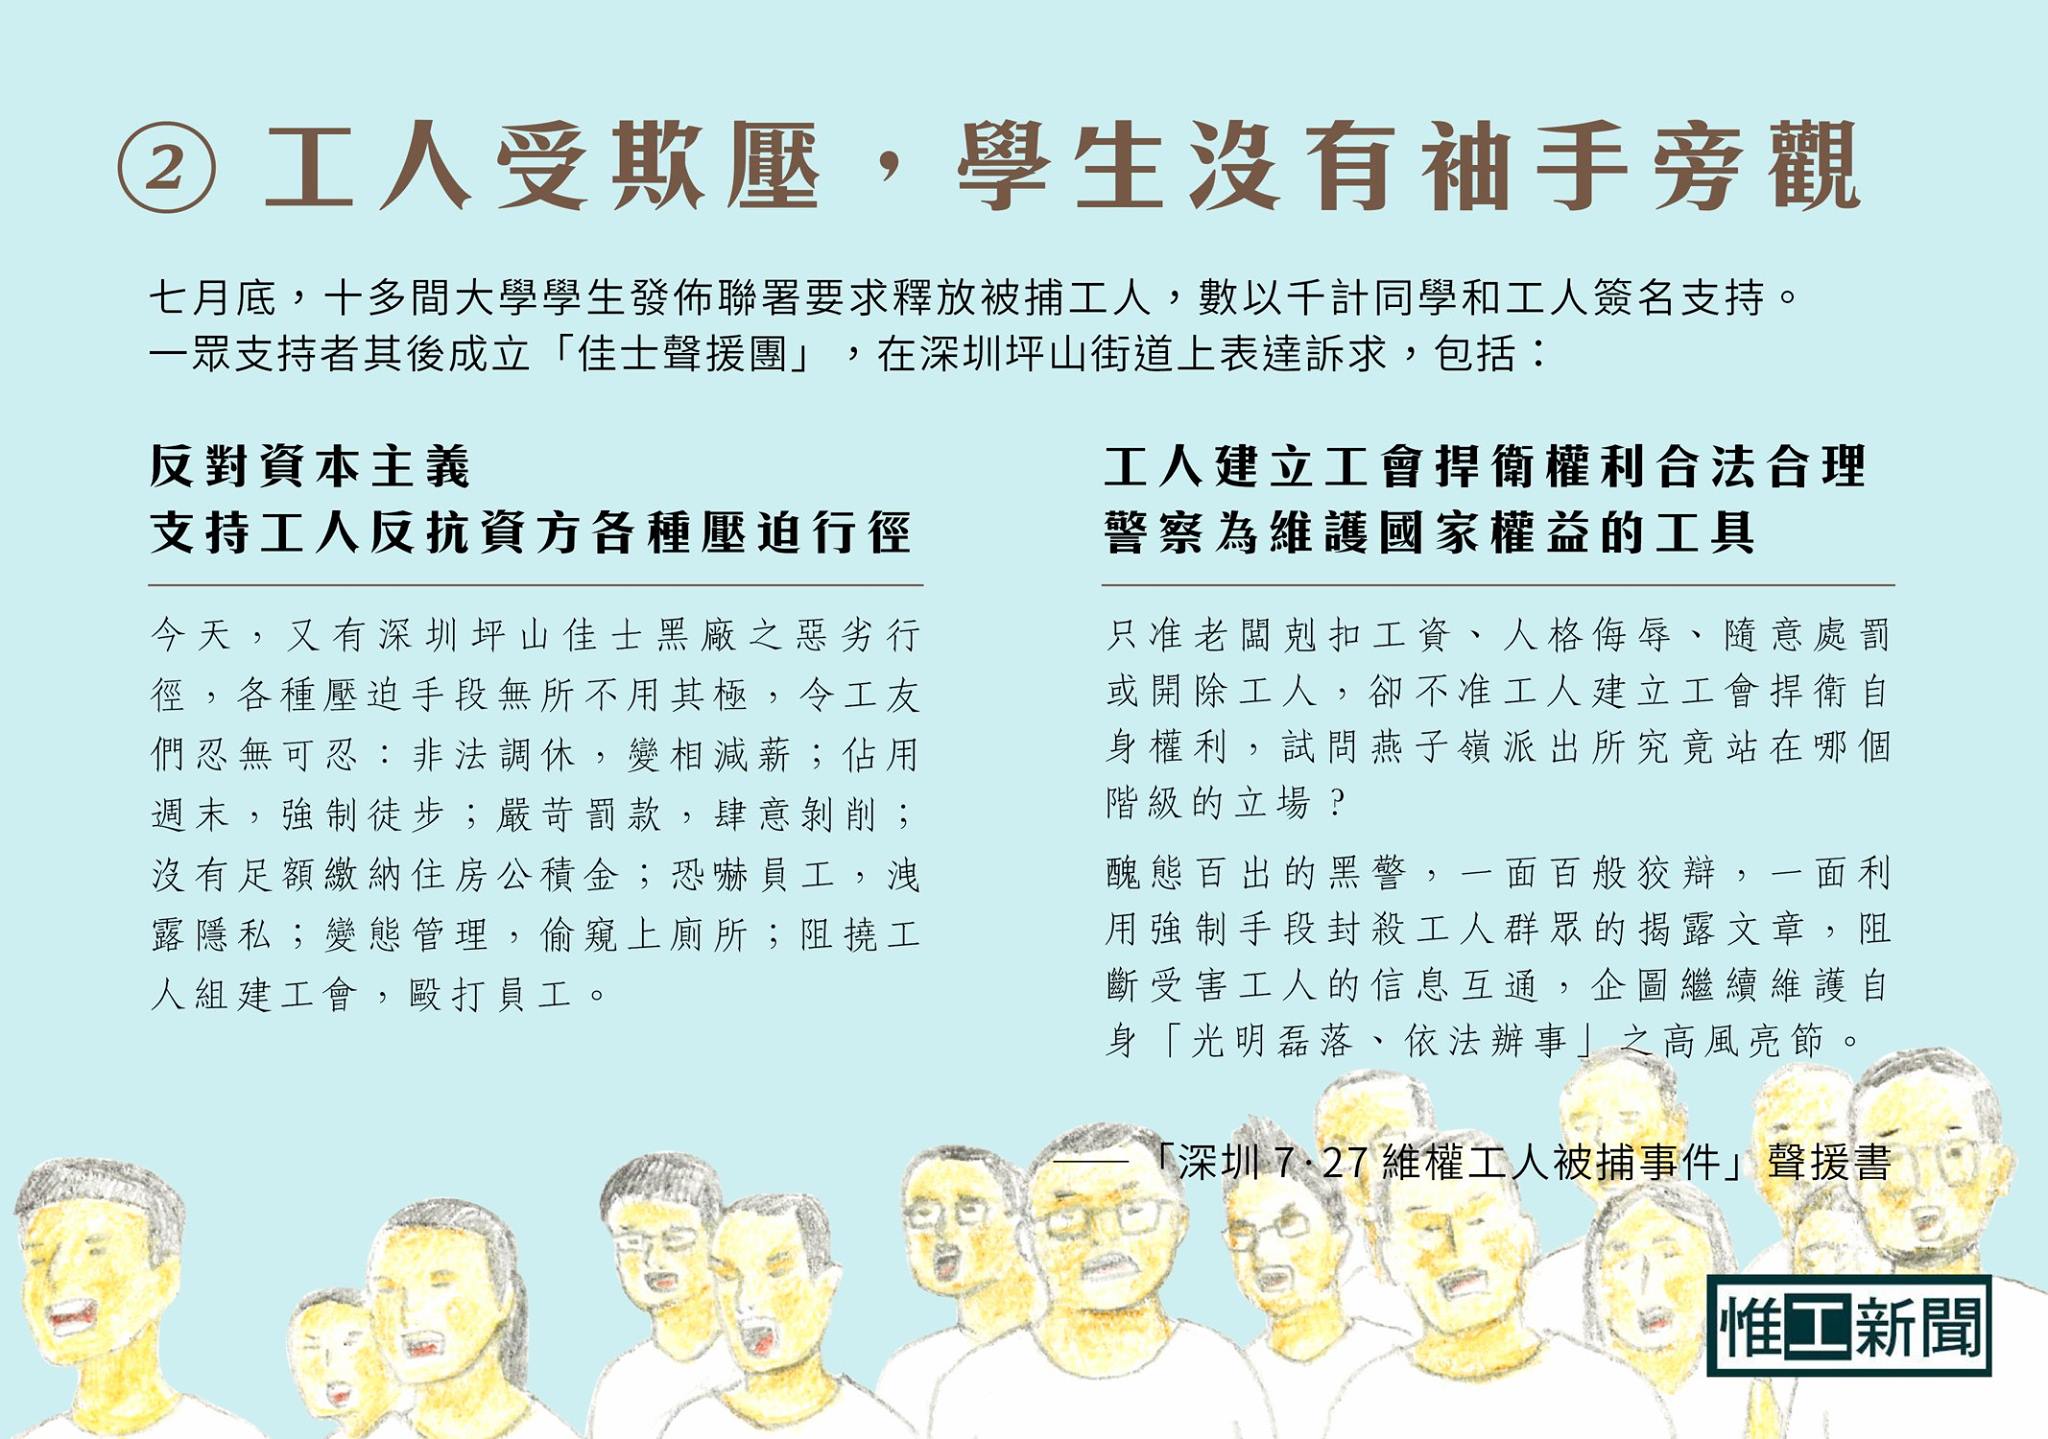 ② 工人受欺壓，學生沒有袖手旁觀
七月底，十多間大學學生發佈聯署要求釋放被捕工人，數以千計同學和工人簽名支持。
一眾支持者其後成立「佳士聲援團」，在深圳坪山街道上表達訴求，包括：
反對資本主義
支持工人反抗資方各種壓迫行徑
今天，又有深圳坪山佳士黑廠之惡劣行
徑，各種壓迫手段無所不用其極，令工友
們忍無可忍：非法調休，變相減薪；佔用
週末，強制徒步；嚴苛罰款，肆意剝削；
沒有足額繳納住房公積金；恐嚇員工，洩
露隱私；變態管理，偷窺上廁所；阻撓工
人組建工會，毆打員工。
工人建立工會捍衛權利合法合理
警察為維護國家權益的工具
只准老闆剋扣工資、人格侮辱、隨意處罰
或開除工人，卻不准工人建立工會捍衛自
身權利，試問燕子嶺派出所究竟站在哪個
階級的立場？
醜態百出的黑警，一面百般狡辯，一面利
用強制手段封殺工人群眾的揭露文章，阻
斷受害工人的信息互通，企圖繼續維護自
身「光明磊落、依法辦事」之高風亮節。
——「深圳 7·27 維權工人被捕事件」聲援書
惟工新聞